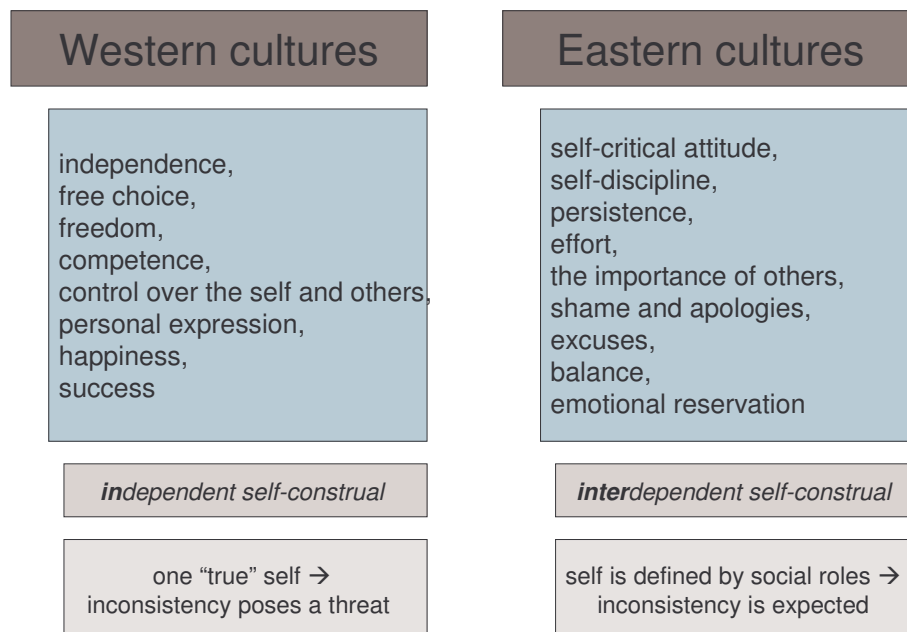 Western cultures
independence,
free choice,
freedom,
competence,
control over the self and others,
personal expression,
happiness,
success
independent self-construal
one “true” self →
inconsistency poses a threat
Eastern cultures
self-critical attitude,
self-discipline,
persistence,
effort,
the importance of others,
shame and apologies,
excuses,
balance,
emotional reservation
interdependent self-construal
self is defined by social roles →
inconsistency is expected